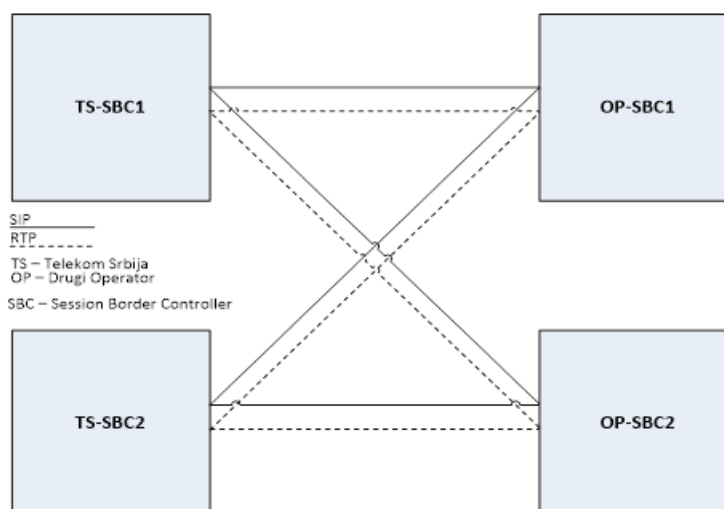 TS-SBC1
OP-SBC1
SIP
RTP
TS – Telekom Srbija
OP – Drugi Operator
SBC – Session Border Controller
TS-SBC2
OP-SBC2